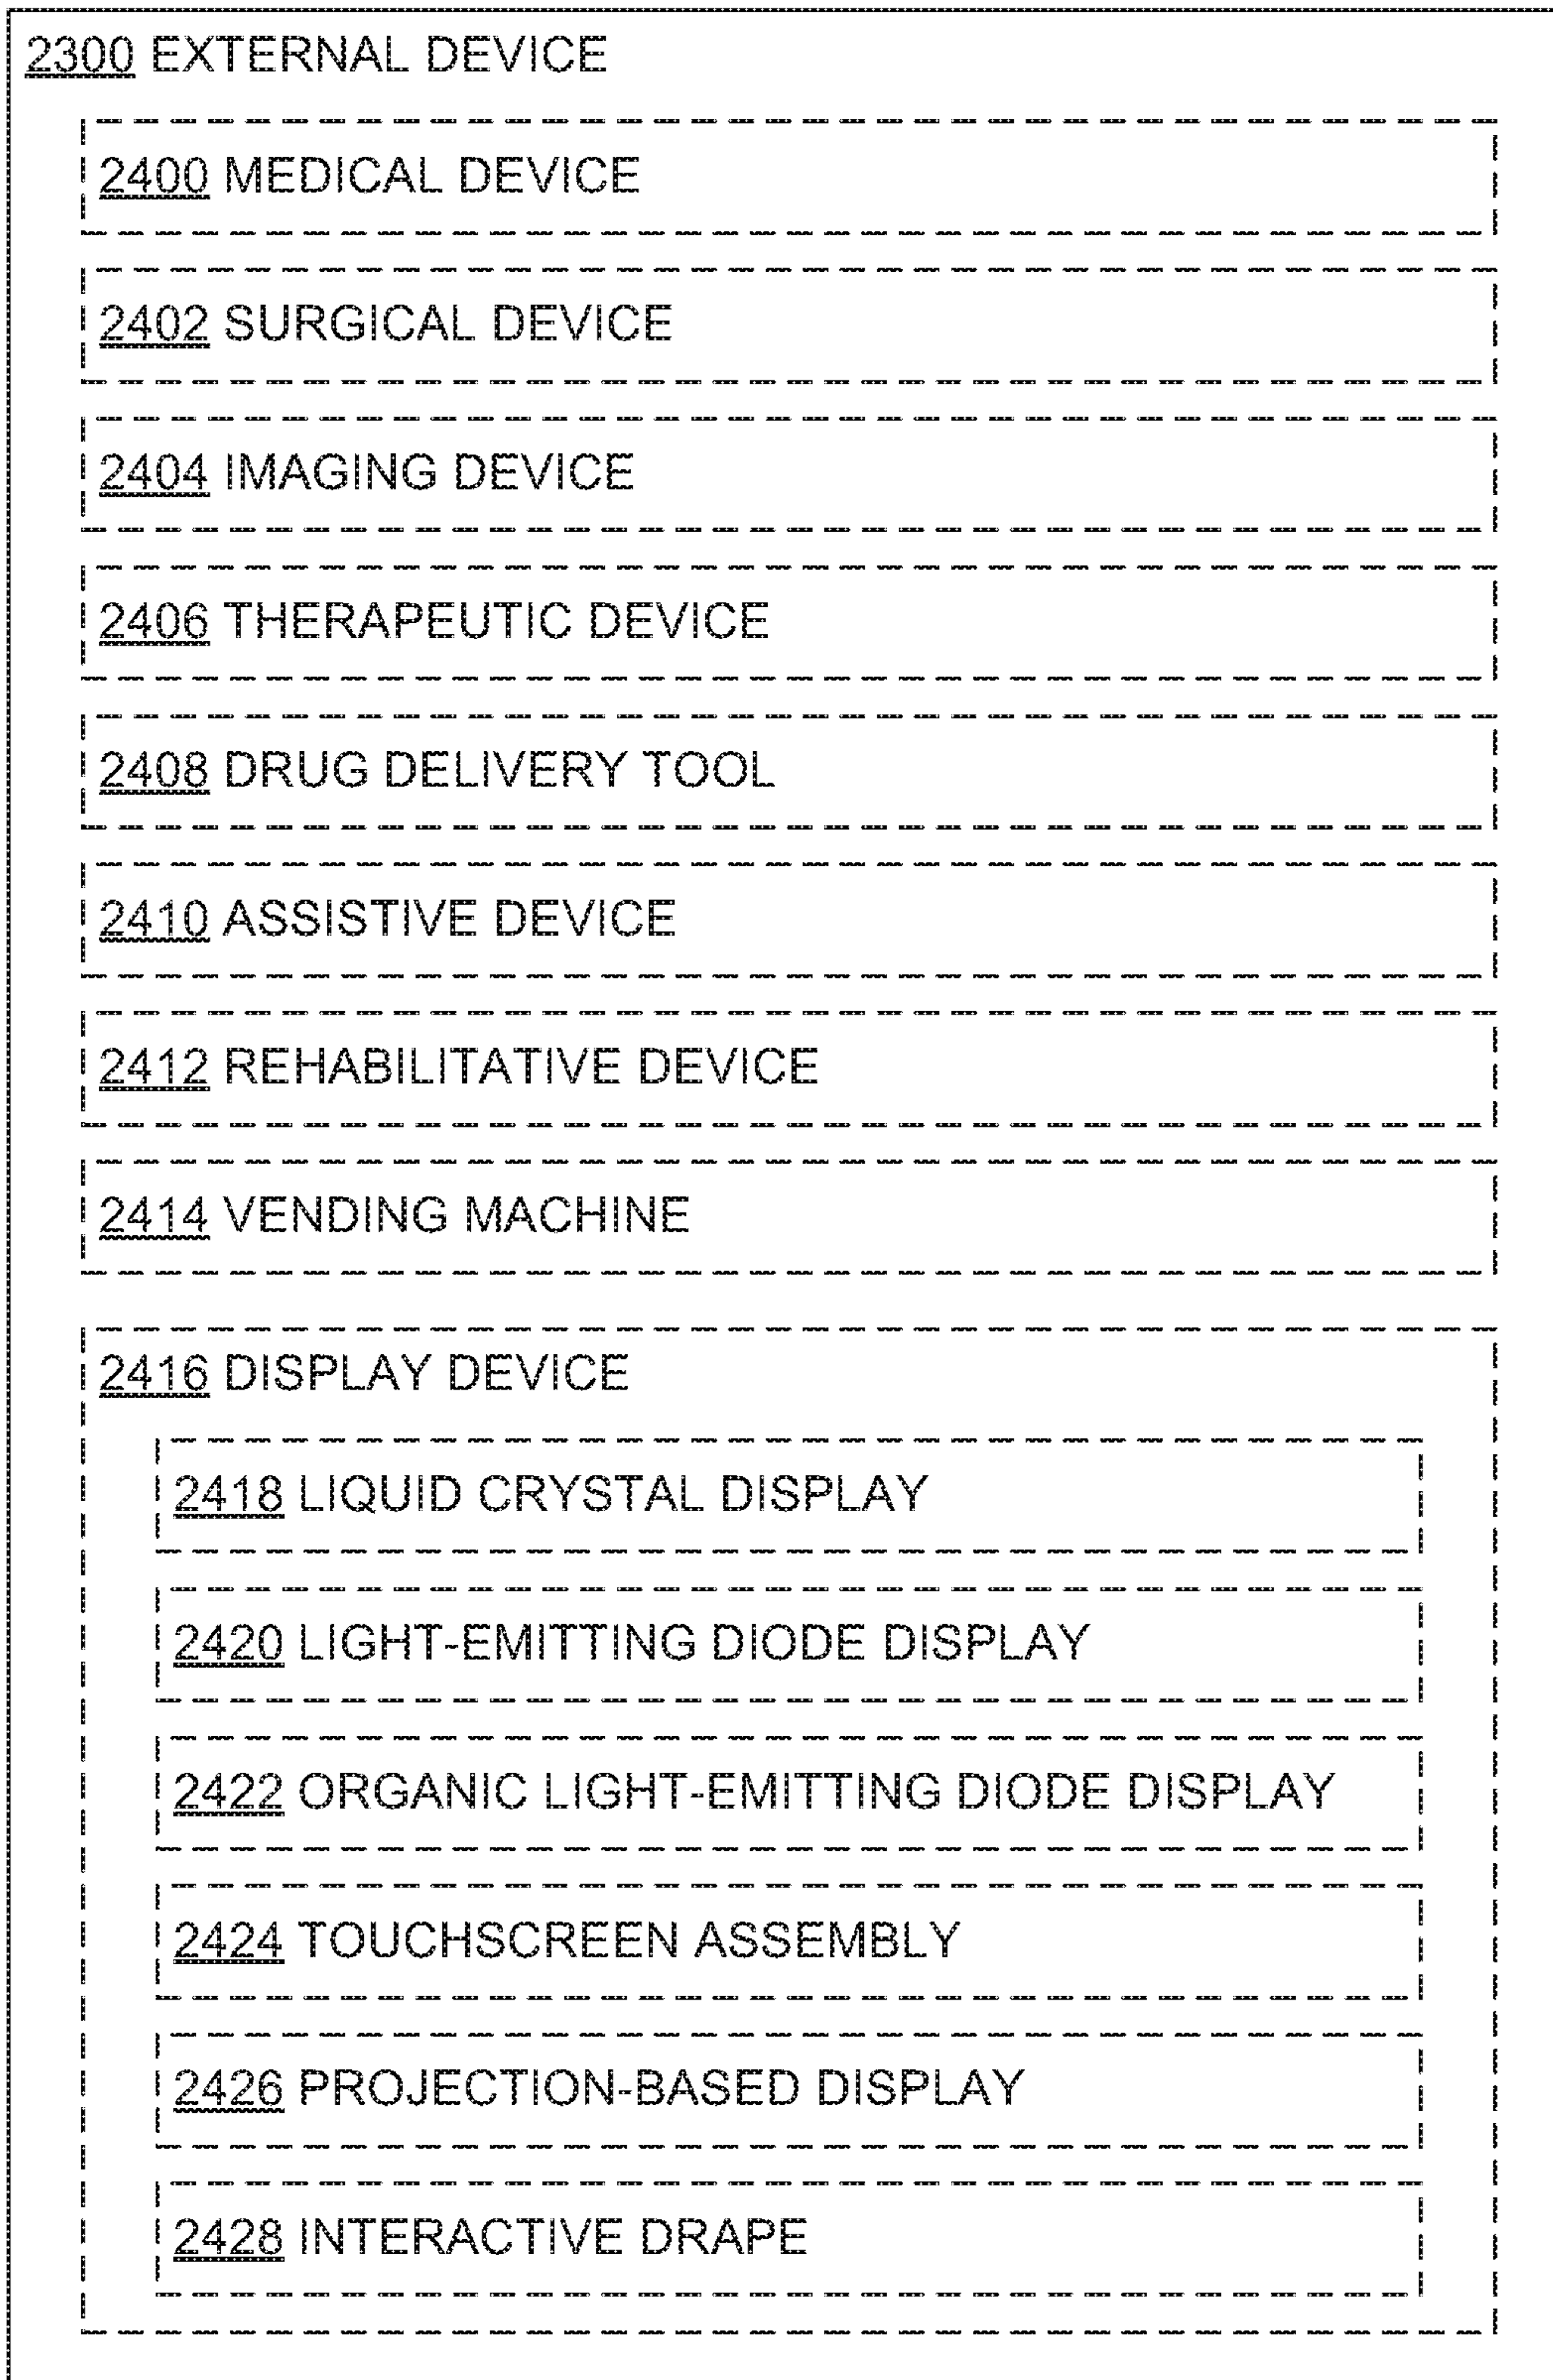 2300 EXTERNAL DEVICE
2400 MEDICAL DEVICE
2402 SURGICAL DEVICE
2404 IMAGING DEVICE
2406 THERAPEUTIC DEVICE
2408 DRUG DELIVERY TOOL
2410 ASSISTIVE DEVICE
2412 REHABILITATIVE DEVICE
2414 VENDING MACHINE
2416 DISPLAY DEVICE
2418 LIQUID CRYSTAL DISPLAY
2420 LIGHT-EMITTING DIODE DISPLAY
2422 ORGANIC LIGHT-EMITTING DIODE DISPLAY
2424 TOUCHSCREEN ASSEMBLY
2426 PROJECTION-BASED DISPLAY
2428 INTERACTIVE DRAPE